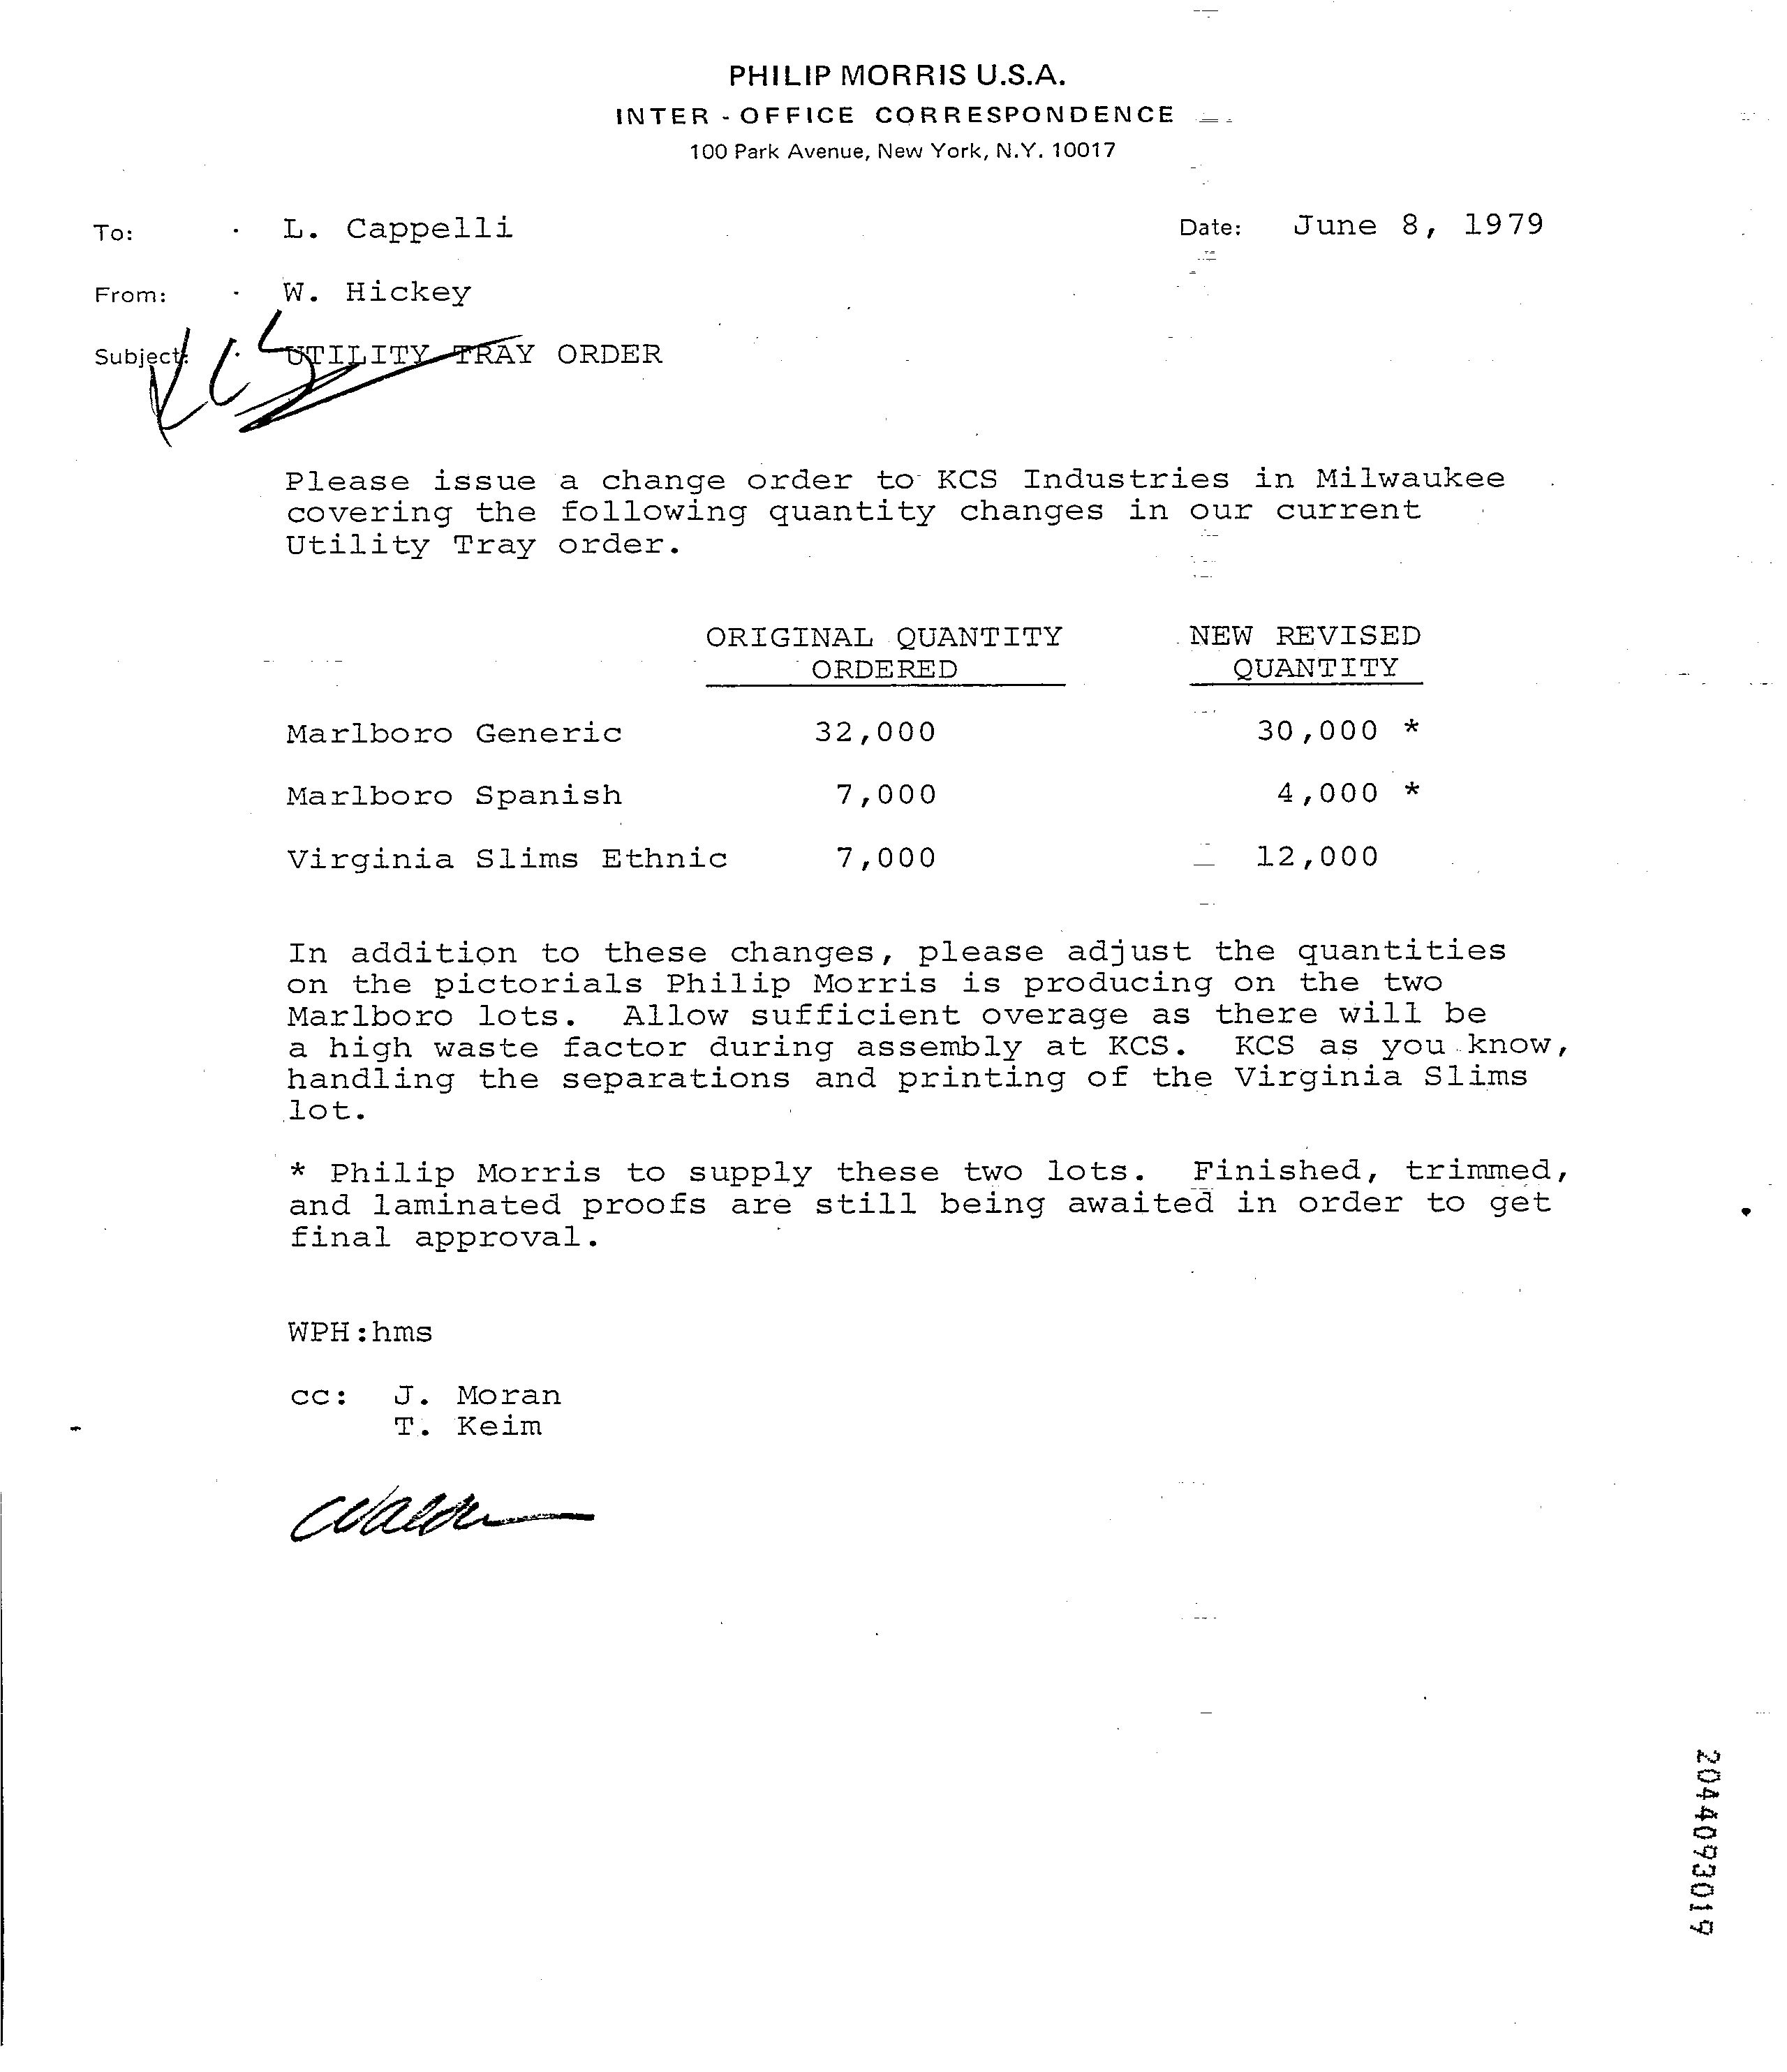 PHILIP MORRIS U.S.A.
INTER - OFFICE CORRESPONDENCE
100 Park Avenue, New York, N.Y. 10017
To: L. Cappelli Date: June 8, 1979
From: W. Hickey
Subject: UTILITY TRAY ORDER
KCS
Please issue a change order to KCS Industries in Milwaukee
covering the following quantity changes in our current
Utility Tray order.
ORIGINAL QUANTITY NEW REVISED
ORDERED QUANTITY
Marlboro Generic 32,000 30,000 *
Marlboro Spanish 7,000 4,000 *
Virginia Slims Ethnic 7,000 12,000
In addition to these changes, please adjust the quantities
on the pictorials Philip Morris is producing on the two
Marlboro lots. Allow sufficient overage as there will be
a high waste factor during assembly at KCS. KCS as you know,
handling the separations and printing of the Virginia Slims
lot.
* Philip Morris to supply these two lots. Finished, trimmed,
and laminated proofs are still being awaited in order to get
final approval.
WPH:hms
cc: J. Moran
T. Keim
2044093019